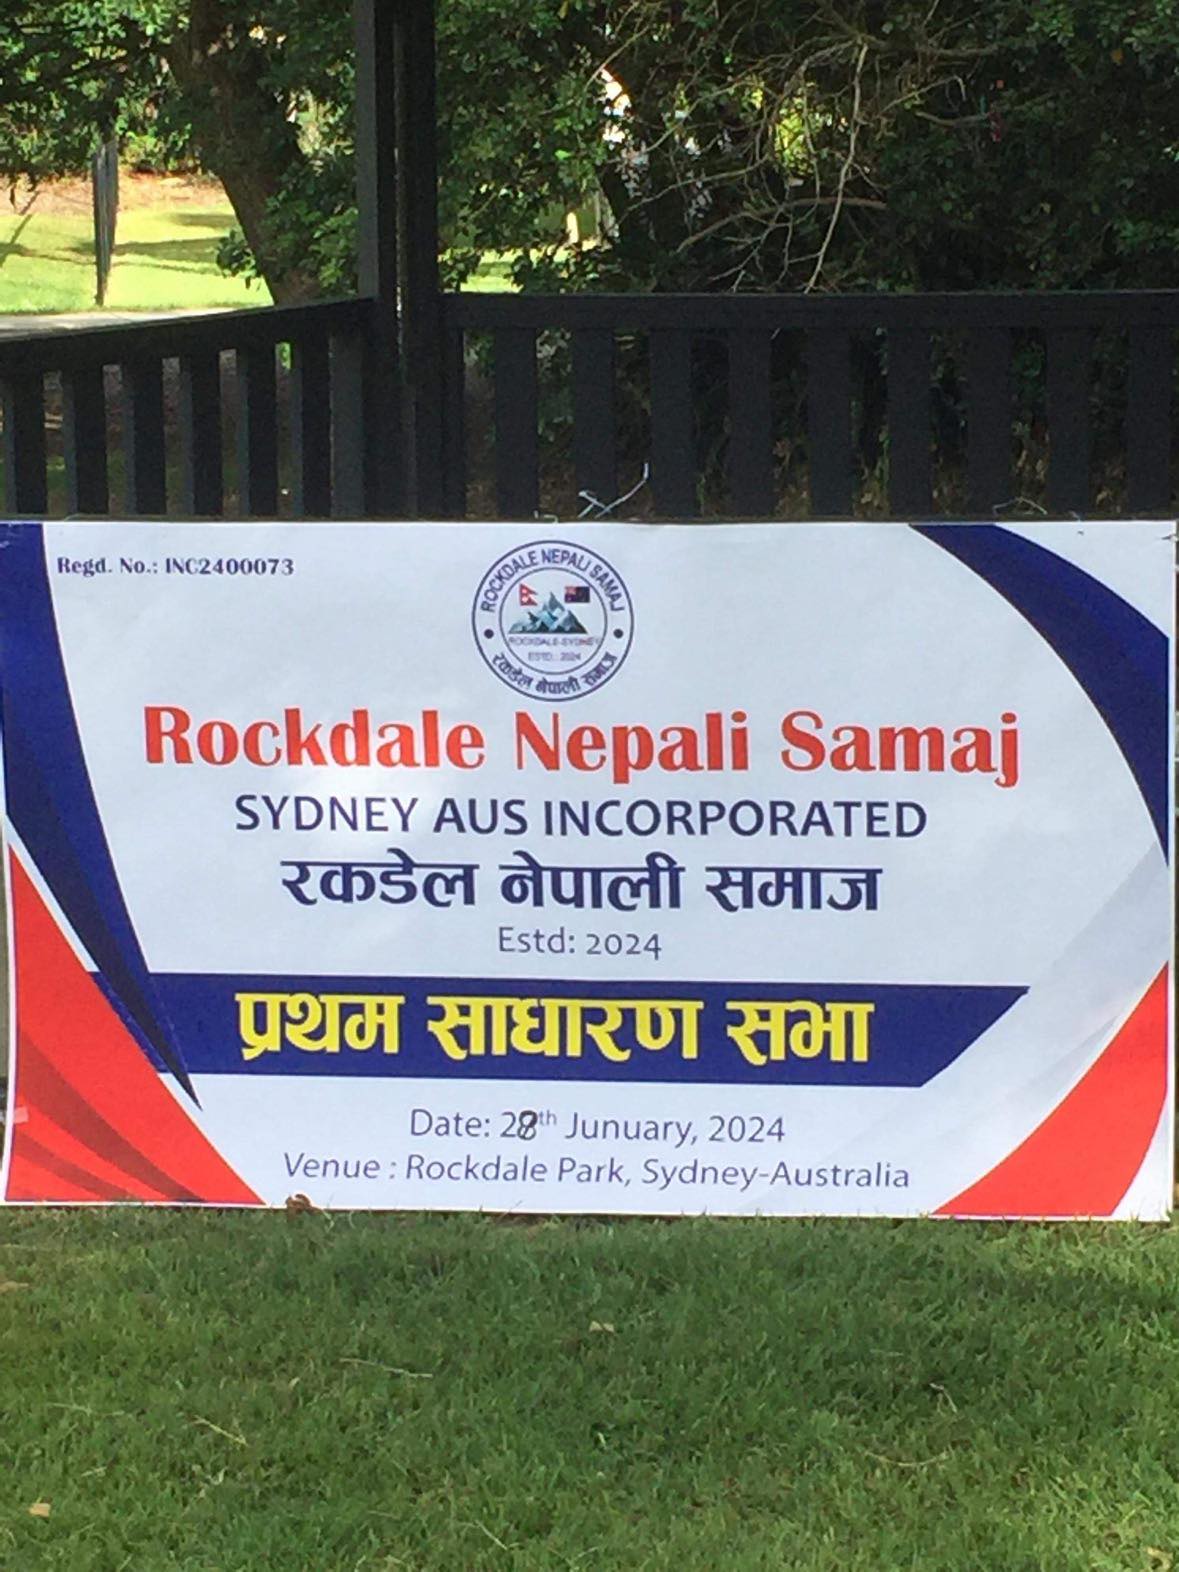 Regd. No.: INC2400073
ROCKDALE NEPALI SAMAJ
ROCKDALE-SYDNEY
ESTD.: 2024
रकडेल नेपाली समाज
Rockdale Nepali Samaj
SYDNEY AUS INCORPORATED
रकडेल नेपाली समाज
Estd: 2024
प्रथम साधारण सभा
Date: 28th Junuary, 2024
Venue : Rockdale Park, Sydney-Australia